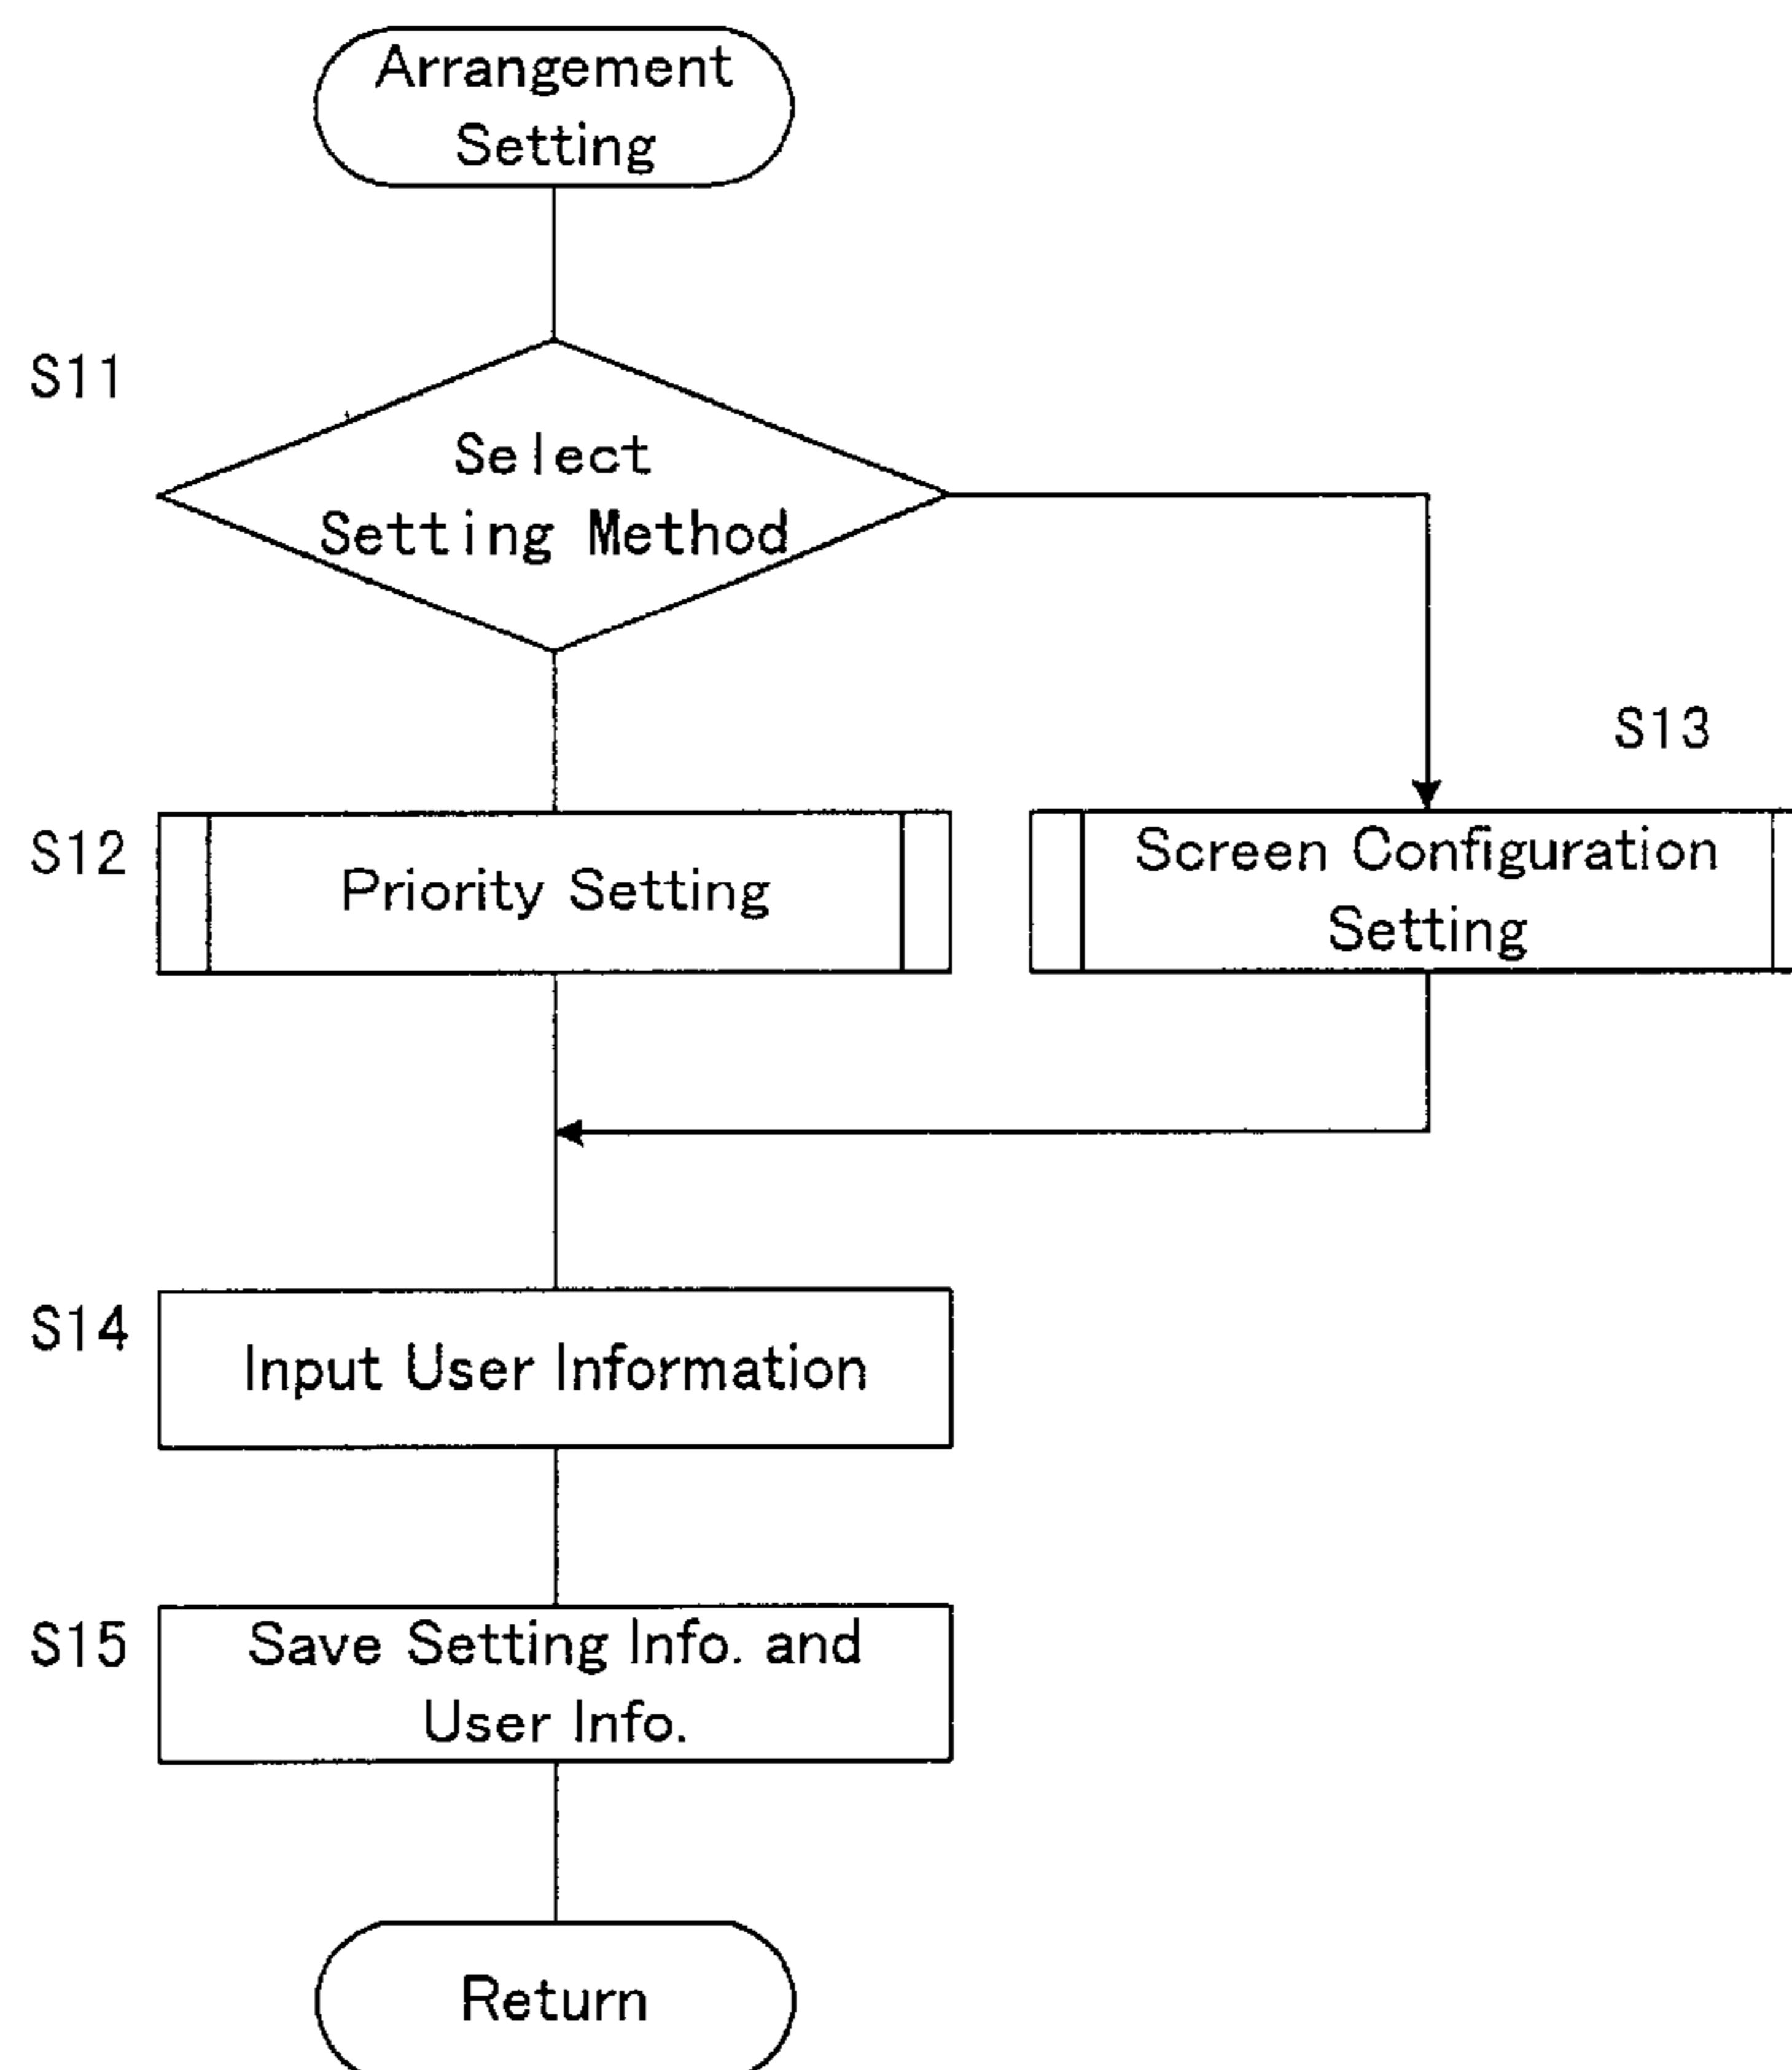 Arrangement
Setting
S11
Select
Setting Method
S13
S12
Priority Setting
Screen Configuration
Setting
S14
Input User Information
S15
Save Setting Info. and
User Info.
Return